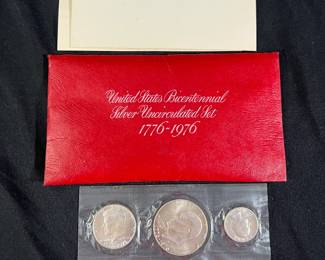 United States Bicentennial
Silver Uncirculated Set
1776-1976